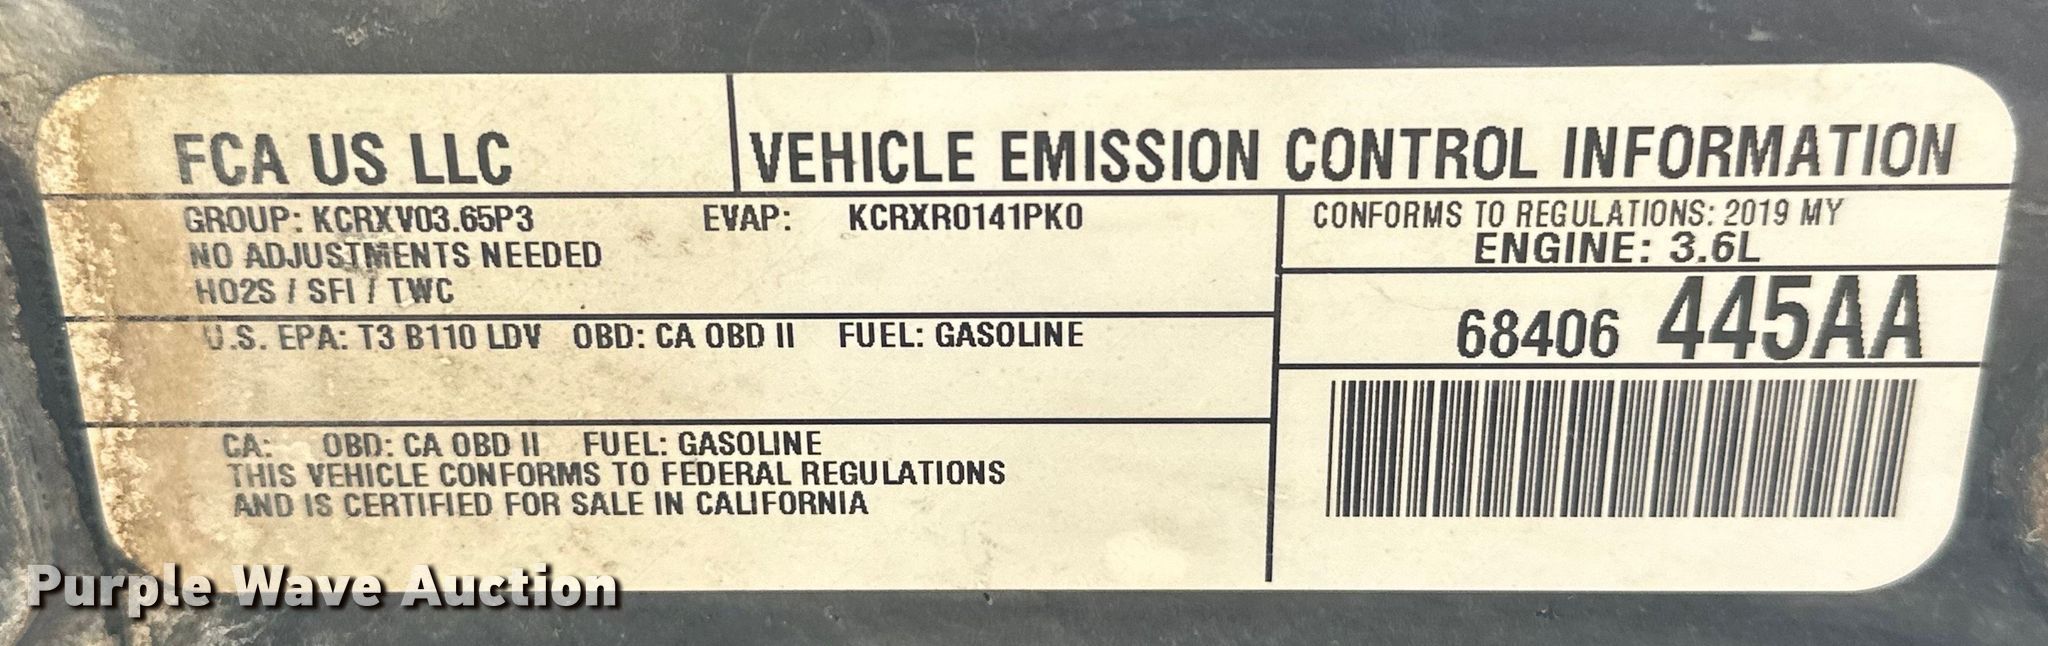 FCA US LLC
VEHICLE EMISSION CONTROL INFORMATION
GROUP: KCRXV03.65P3 EVAP: KCRXR0141PK0
NO ADJUSTMENTS NEEDED
HO2S / SFI / TWC
CONFORMS TO REGULATIONS: 2019 MY
ENGINE: 3.6L
68406 445AA
U.S. EPA: T3 B110 LDV OBD: CA OBD II FUEL: GASOLINE
CA: OBD: CA OBD II FUEL: GASOLINE
THIS VEHICLE CONFORMS TO FEDERAL REGULATIONS
AND IS CERTIFIED FOR SALE IN CALIFORNIA
Purple Wave Auction